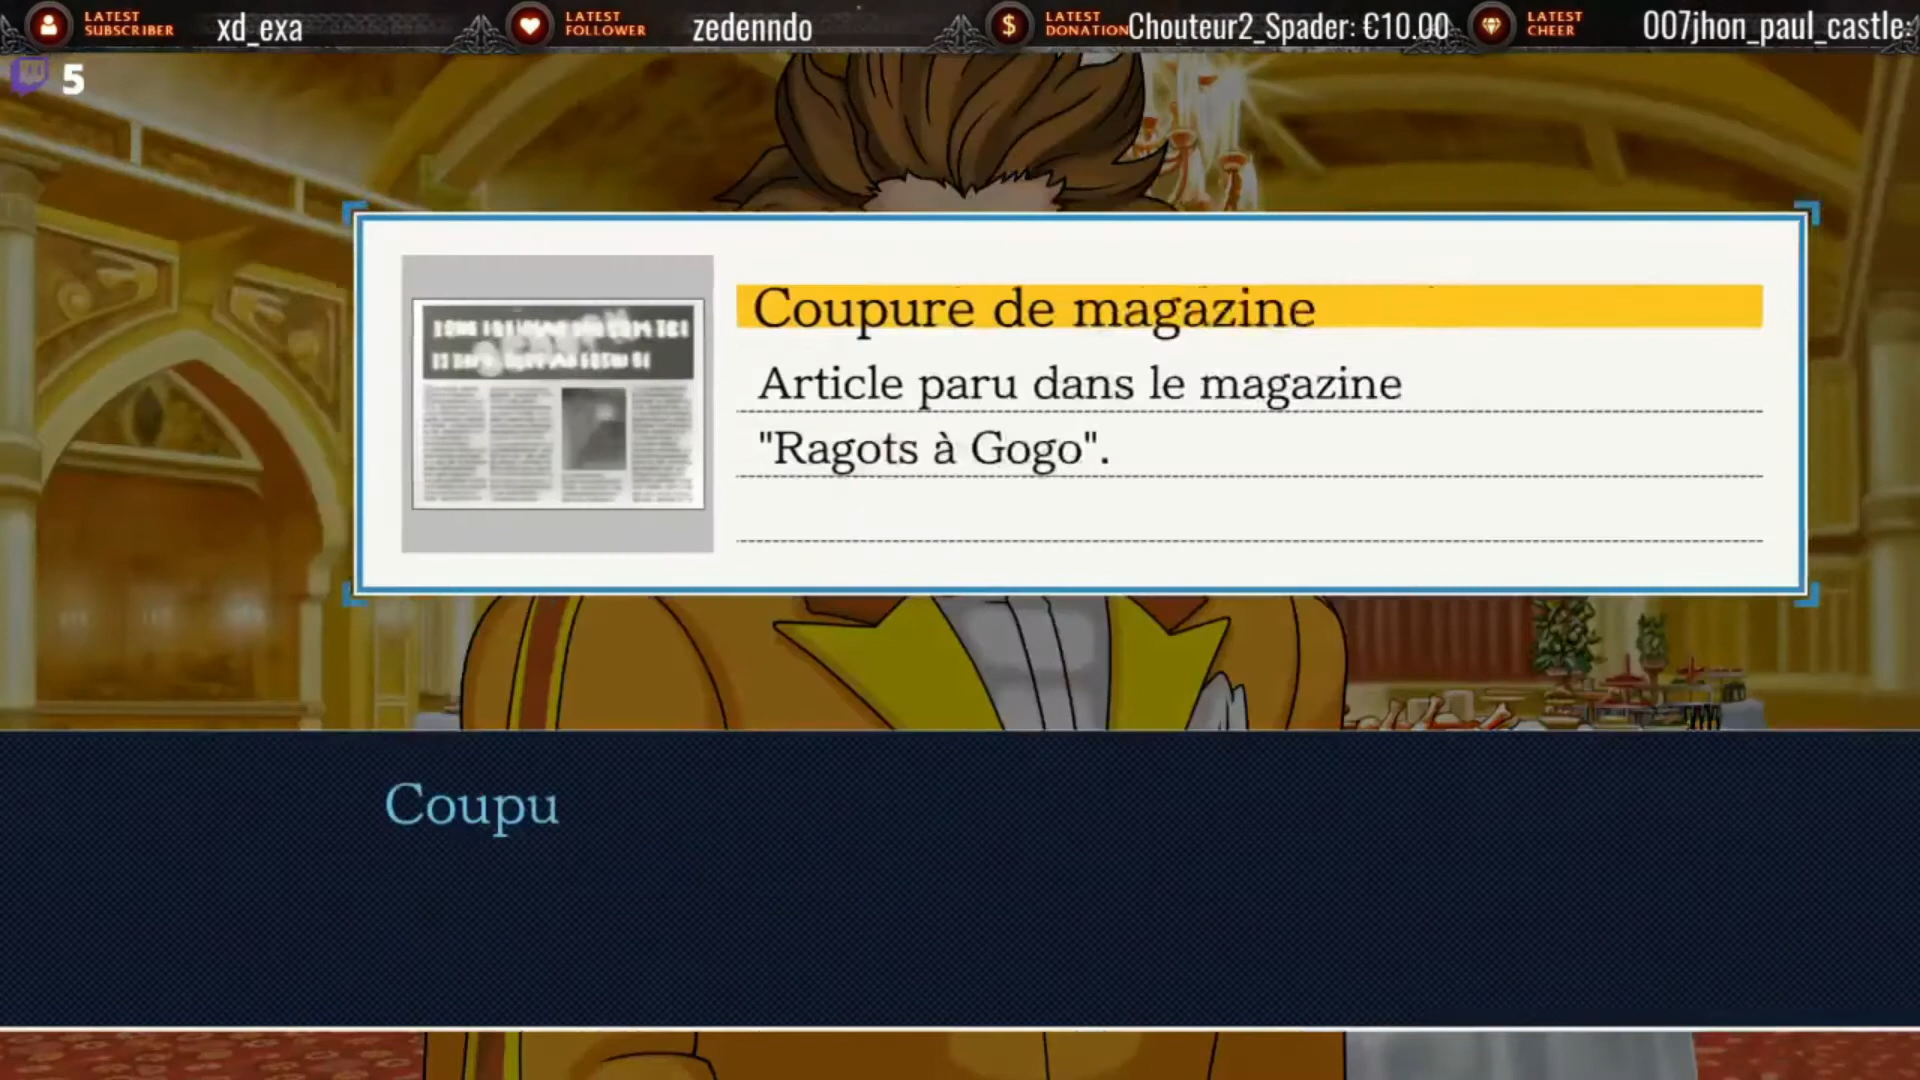 LATEST SUBSCRIBER xd_exa
LATEST FOLLOWER zedenndo
LATEST DONATION Chouteur2_Spader: €10.00
LATEST CHEER 007jhon_paul_castle:
5
Coupure de magazine
Article paru dans le magazine
"Ragots à Gogo".
Coupu